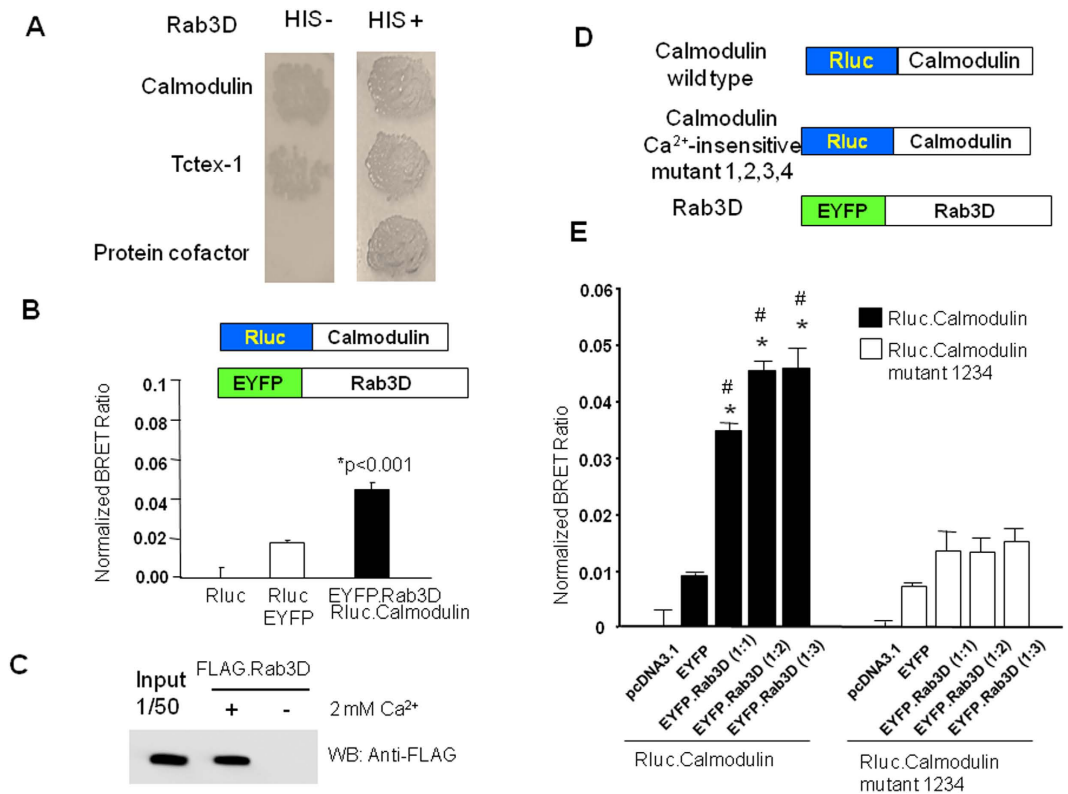 A
Rab3D
HIS -
HIS +
Calmodulin
Tctex-1
Protein cofactor
B
Rluc
Calmodulin
EYFP
Rab3D
Normalized BRET Ratio
0.1
0.08
0.06
0.04
0.02
0.00
*p<0.001
Rluc
Rluc
EYFP
EYFP.Rab3D
Rluc.Calmodulin
C
Input
1/50
FLAG.Rab3D
+
-
2 mM Ca²⁺
WB: Anti-FLAG
D
Calmodulin
wild type
Rluc
Calmodulin
Calmodulin
Ca²⁺-insensitive
mutant 1,2,3,4
Rluc
Calmodulin
Rab3D
EYFP
Rab3D
E
Normalized BRET Ratio
0.06
0.05
0.04
0.03
0.02
0.01
0
#
*
#
*
#
*
Rluc.Calmodulin
Rluc.Calmodulin
mutant 1234
pcDNA3.1
EYFP
EYFP.Rab3D (1:1)
EYFP.Rab3D (1:2)
EYFP.Rab3D (1:3)
pcDNA3.1
EYFP
EYFP.Rab3D (1:1)
EYFP.Rab3D (1:2)
EYFP.Rab3D (1:3)
Rluc.Calmodulin
Rluc.Calmodulin
mutant 1234